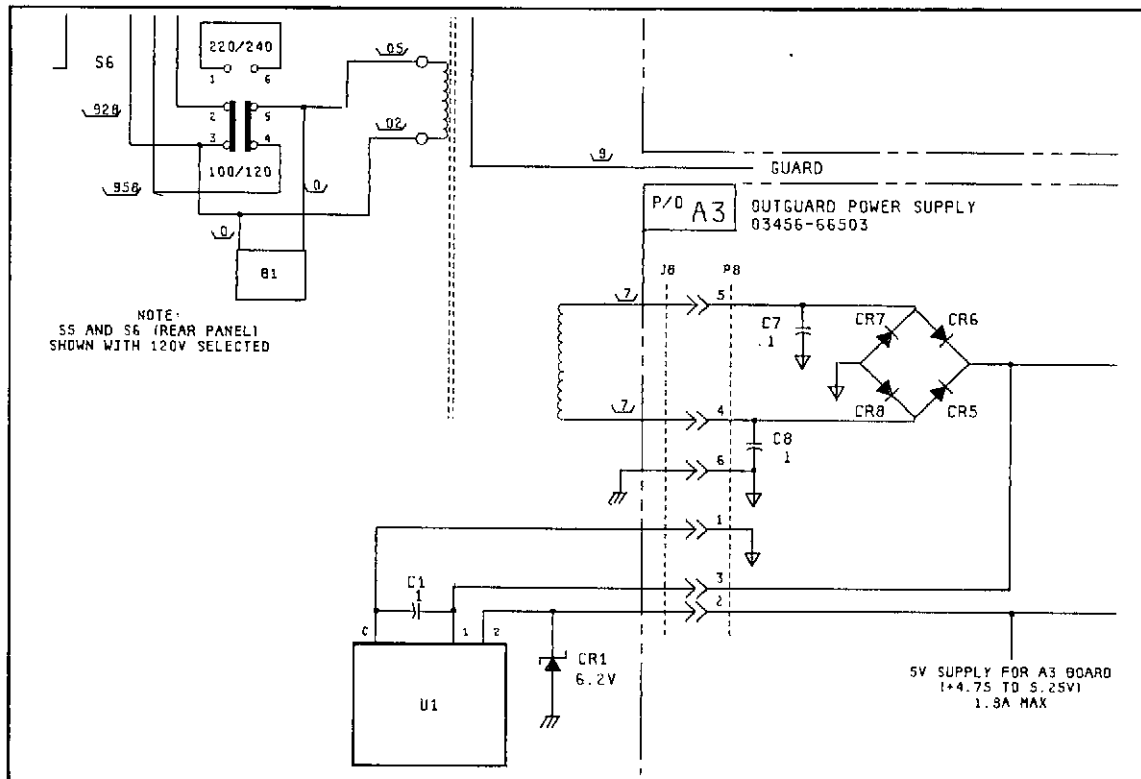 220/240
S6
1 6
05
928
2 5
3 4
02
100/120
9
GUARD
958
0
P/O A3
OUTGUARD POWER SUPPLY
03456-66503
0
B1
J8 P8
NOTE:
S5 AND S6 (REAR PANEL)
SHOWN WITH 120V SELECTED
7
5
C7
.1
CR7
CR6
7
4
CR8
CR5
C8
.1
6
1
C1
.1
3
2
C 1 2
CR1
6.2V
U1
5V SUPPLY FOR A3 BOARD
(+4.75 TO 5.25V)
1.8A MAX